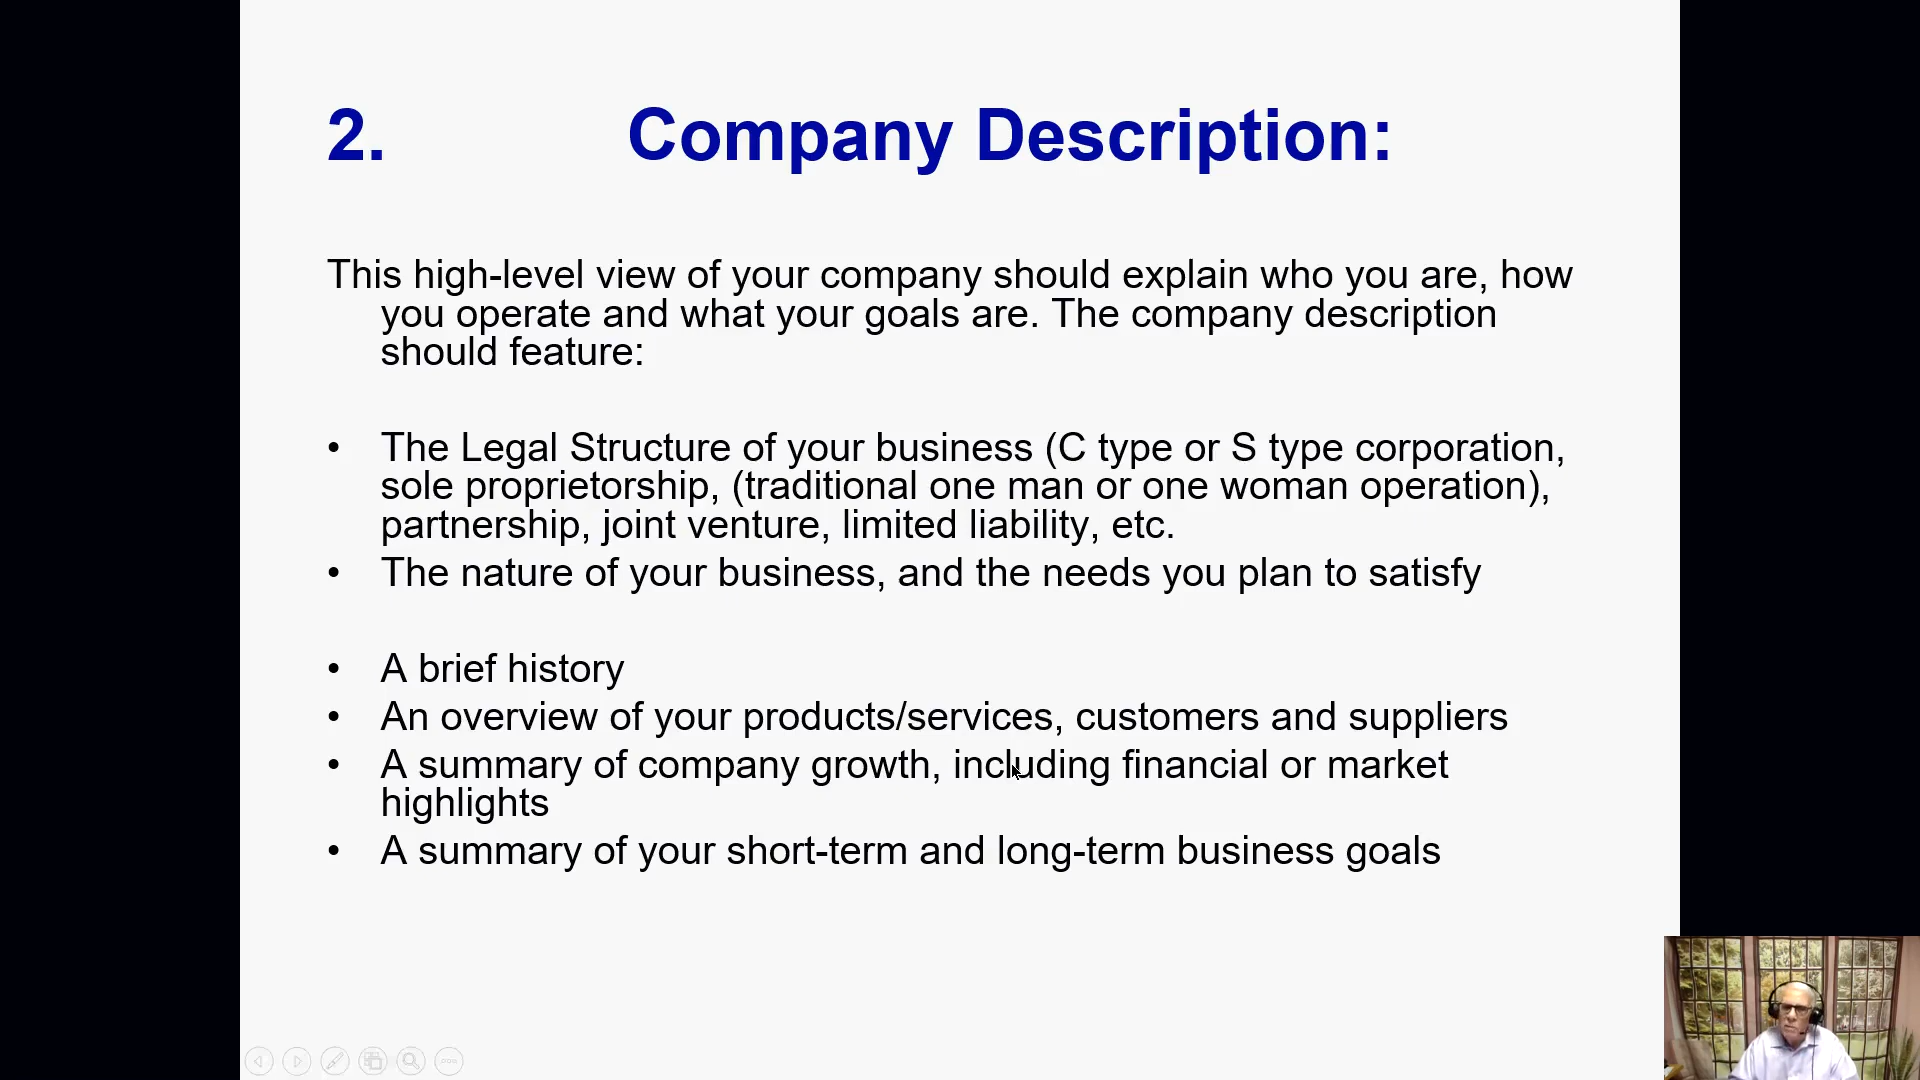 2. Company Description:
This high-level view of your company should explain who you are, how
you operate and what your goals are. The company description
should feature:
• The Legal Structure of your business (C type or S type corporation,
sole proprietorship, (traditional one man or one woman operation),
partnership, joint venture, limited liability, etc.
• The nature of your business, and the needs you plan to satisfy
• A brief history
• An overview of your products/services, customers and suppliers
• A summary of company growth, including financial or market
highlights
• A summary of your short-term and long-term business goals